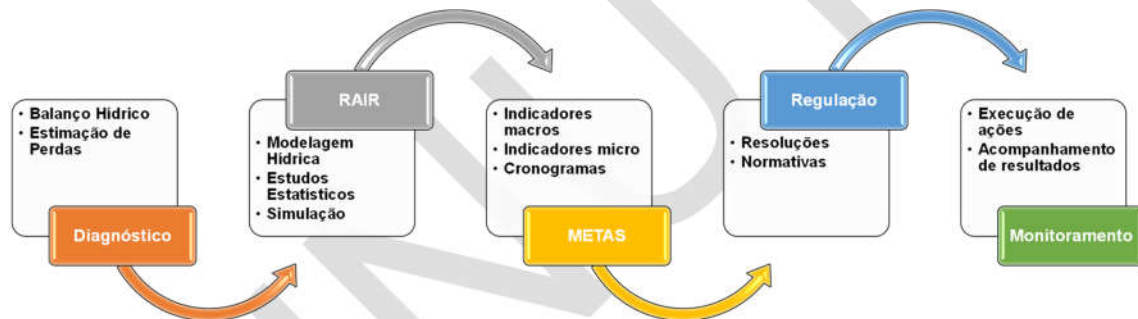 • Balanço Hídrico
• Estimação de
Perdas
Diagnóstico
RAIR
• Modelagem
Hídrica
• Estudos
Estatísticos
• Simulação
• Indicadores
macros
• Indicadores micro
• Cronogramas
METAS
Regulação
• Resoluções
• Normativas
• Execução de
ações
• Acompanhamento
de resultados
Monitoramento